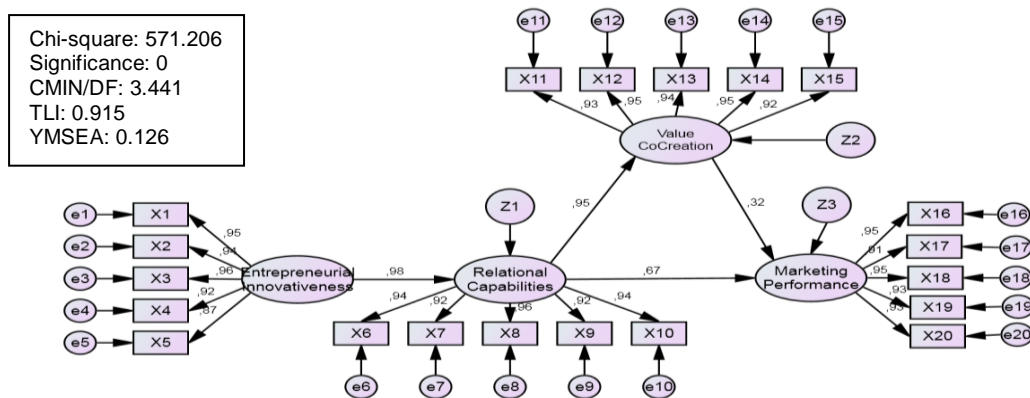 Chi-square: 571.206
Significance: 0
CMIN/DF: 3.441
TLI: 0.915
YMSEA: 0.126
e11 e12 e13 e14 e15
X11 X12 X13 X14 X15
,93 ,95 ,94 ,95 ,92
Value
CoCreation
Z2
Z1
Z3
,95
,32
e1 X1 ,95
e2 X2 ,94
e3 X3 ,96
e4 X4 ,92
e5 X5 ,87
Entrepreneurial
Innovativeness
,98
Relational
Capabilities
,67
Marketing
Performance
,95 X16 e16
,91 X17 e17
,95 X18 e18
,93 X19 e19
,93 X20 e20
,94 ,92 ,96 ,92 ,94
X6 X7 X8 X9 X10
e6 e7 e8 e9 e10